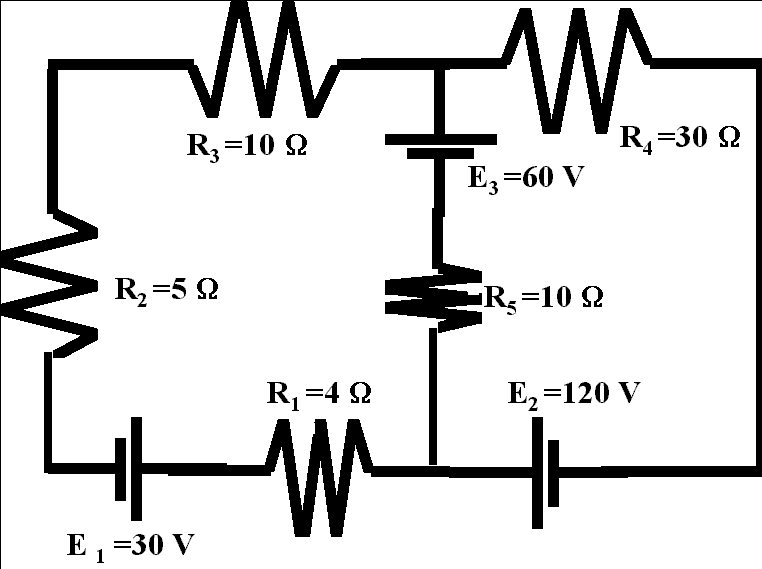 R₃=10 Ω
R₄=30 Ω
E₃=60 V
R₂=5 Ω
R₅=10 Ω
R₁=4 Ω
E₂=120 V
E ₁=30 V